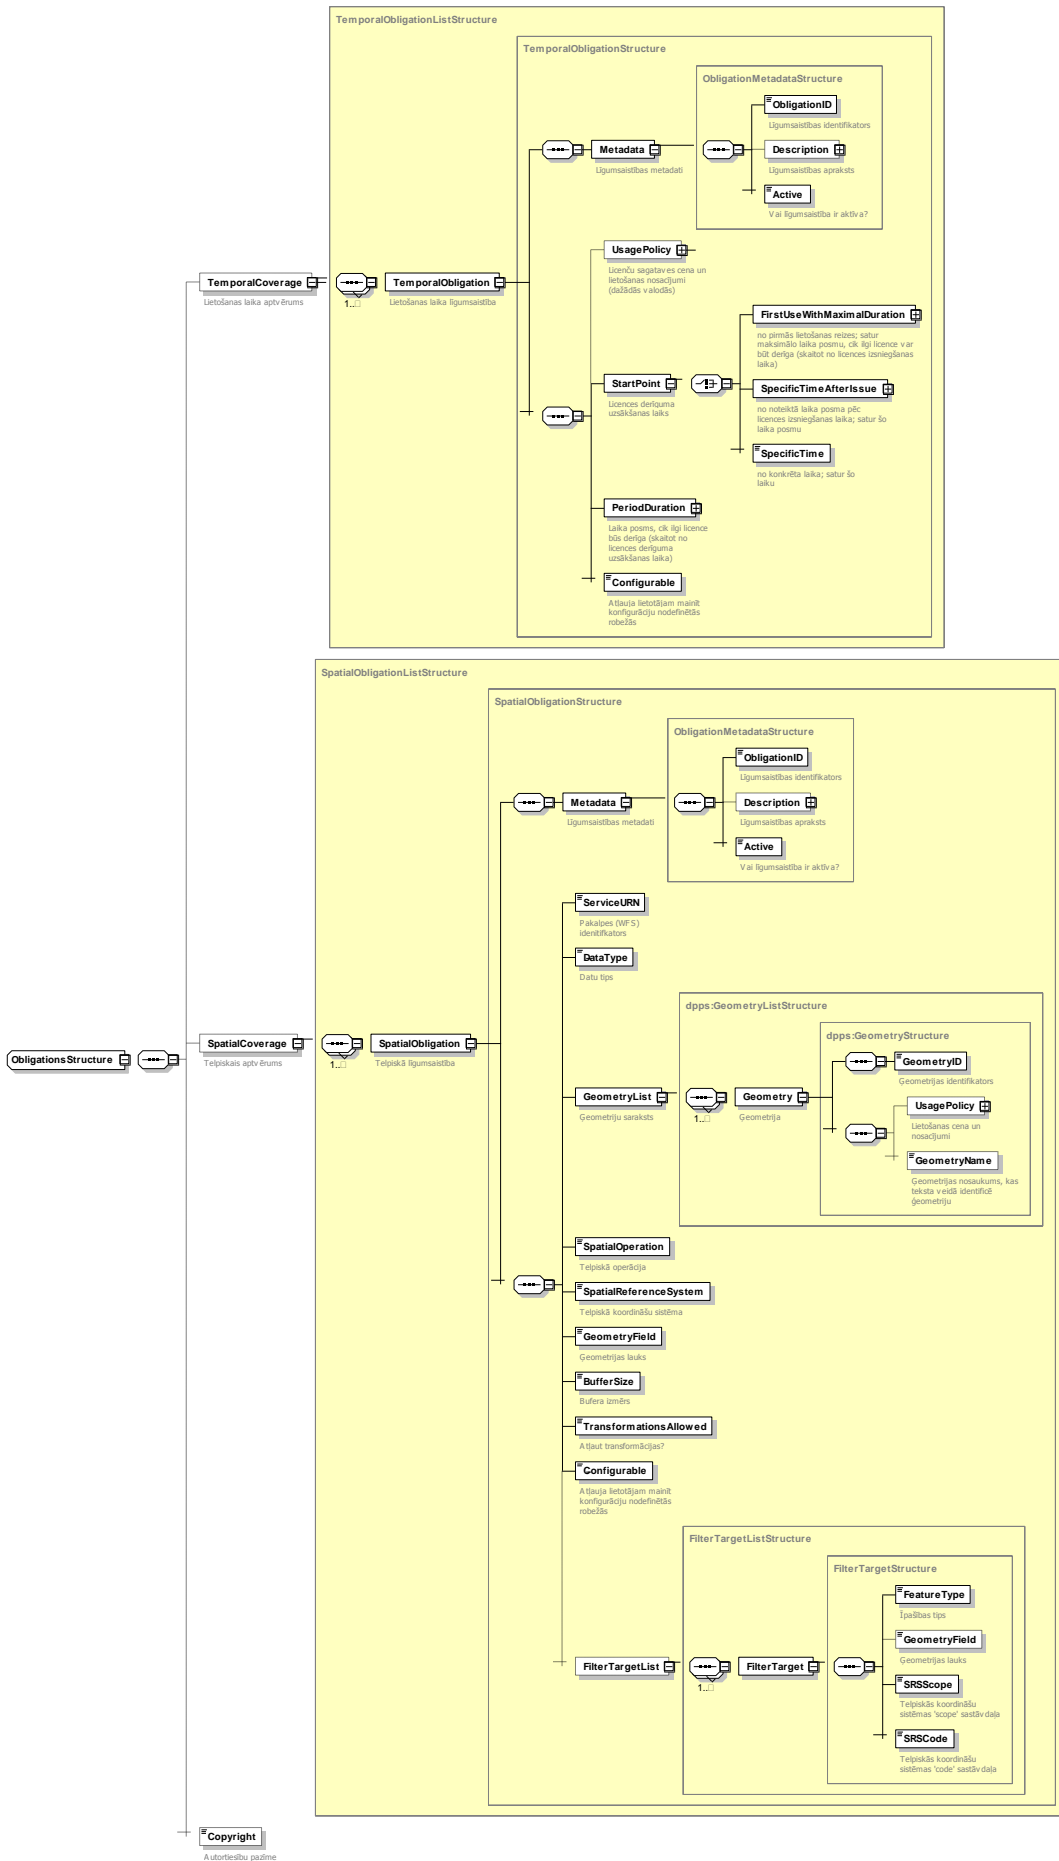 TemporalObligationListStructure
TemporalObligationStructure
ObligationMetadataStructure
ObligationID
Līgumsaistības identifikators
Metadata
Līgumsaistības metadati
Description
Līgumsaistības apraksts
Active
Vai līgumsaistība ir aktīva?
TemporalCoverage
Lietošanas laika aptvērums
1..□
TemporalObligation
Lietošanas laika līgumsaistība
UsagePolicy
Licenču sagataves cena un
lietošanas nosacījumi
(dažādās valodās)
StartPoint
Licences derīguma
uzsākšanas laiks
FirstUseWithMaximalDuration
no pirmās lietošanas reizes; satur
maksimālo laika posmu, cik ilgi licence var
būt derīga (skaitot no licences izsniegšanas
laika)
SpecificTimeAfterIssue
no noteiktā laika posma pēc
licences izsniegšanas laika; satur šo
laika posmu
SpecificTime
no konkrēta laika; satur šo
laiku
PeriodDuration
Laika posms, cik ilgi licence
būs derīga (skaitot no
licences derīguma
uzsākšanas laika)
Configurable
Atļauja lietotājam mainīt
konfigurāciju nodefinētās
robežās
SpatialObligationListStructure
SpatialObligationStructure
ObligationMetadataStructure
ObligationID
Līgumsaistības identifikators
Metadata
Līgumsaistības metadati
Description
Līgumsaistības apraksts
Active
Vai līgumsaistība ir aktīva?
ServiceURN
Pakalpes (WFS)
idenitifkators
DataType
Datu tips
ObligationsStructure
SpatialCoverage
Telpiskais aptvērums
1..□
SpatialObligation
Telpiskā līgumsaistība
dpps:GeometryListStructure
dpps:GeometryStructure
GeometryList
Ģeometriju saraksts
1..□
Geometry
Ģeometrija
GeometryID
Ģeometrijas identifikators
UsagePolicy
Lietošanas cena un
nosacījumi
GeometryName
Ģeometrijas nosaukums, kas
teksta veidā identificē
ģeometriju
SpatialOperation
Telpiskā operācija
SpatialReferenceSystem
Telpiskā koordināšu sistēma
GeometryField
Ģeometrijas lauks
BufferSize
Bufera izmērs
TransformationsAllowed
Atļaut transformācijas?
Configurable
Atļauja lietotājam mainīt
konfigurāciju nodefinētās
robežās
FilterTargetListStructure
FilterTargetStructure
FilterTargetList
1..□
FilterTarget
FeatureType
Īpašības tips
GeometryField
Ģeometrijas lauks
SRSScope
Telpiskās koordināšu
sistēmas 'scope' sastāvdaļa
SRSCode
Telpiskās koordināšu
sistēmas 'code' sastāvdaļa
Copyright
Autortiesību pazīme